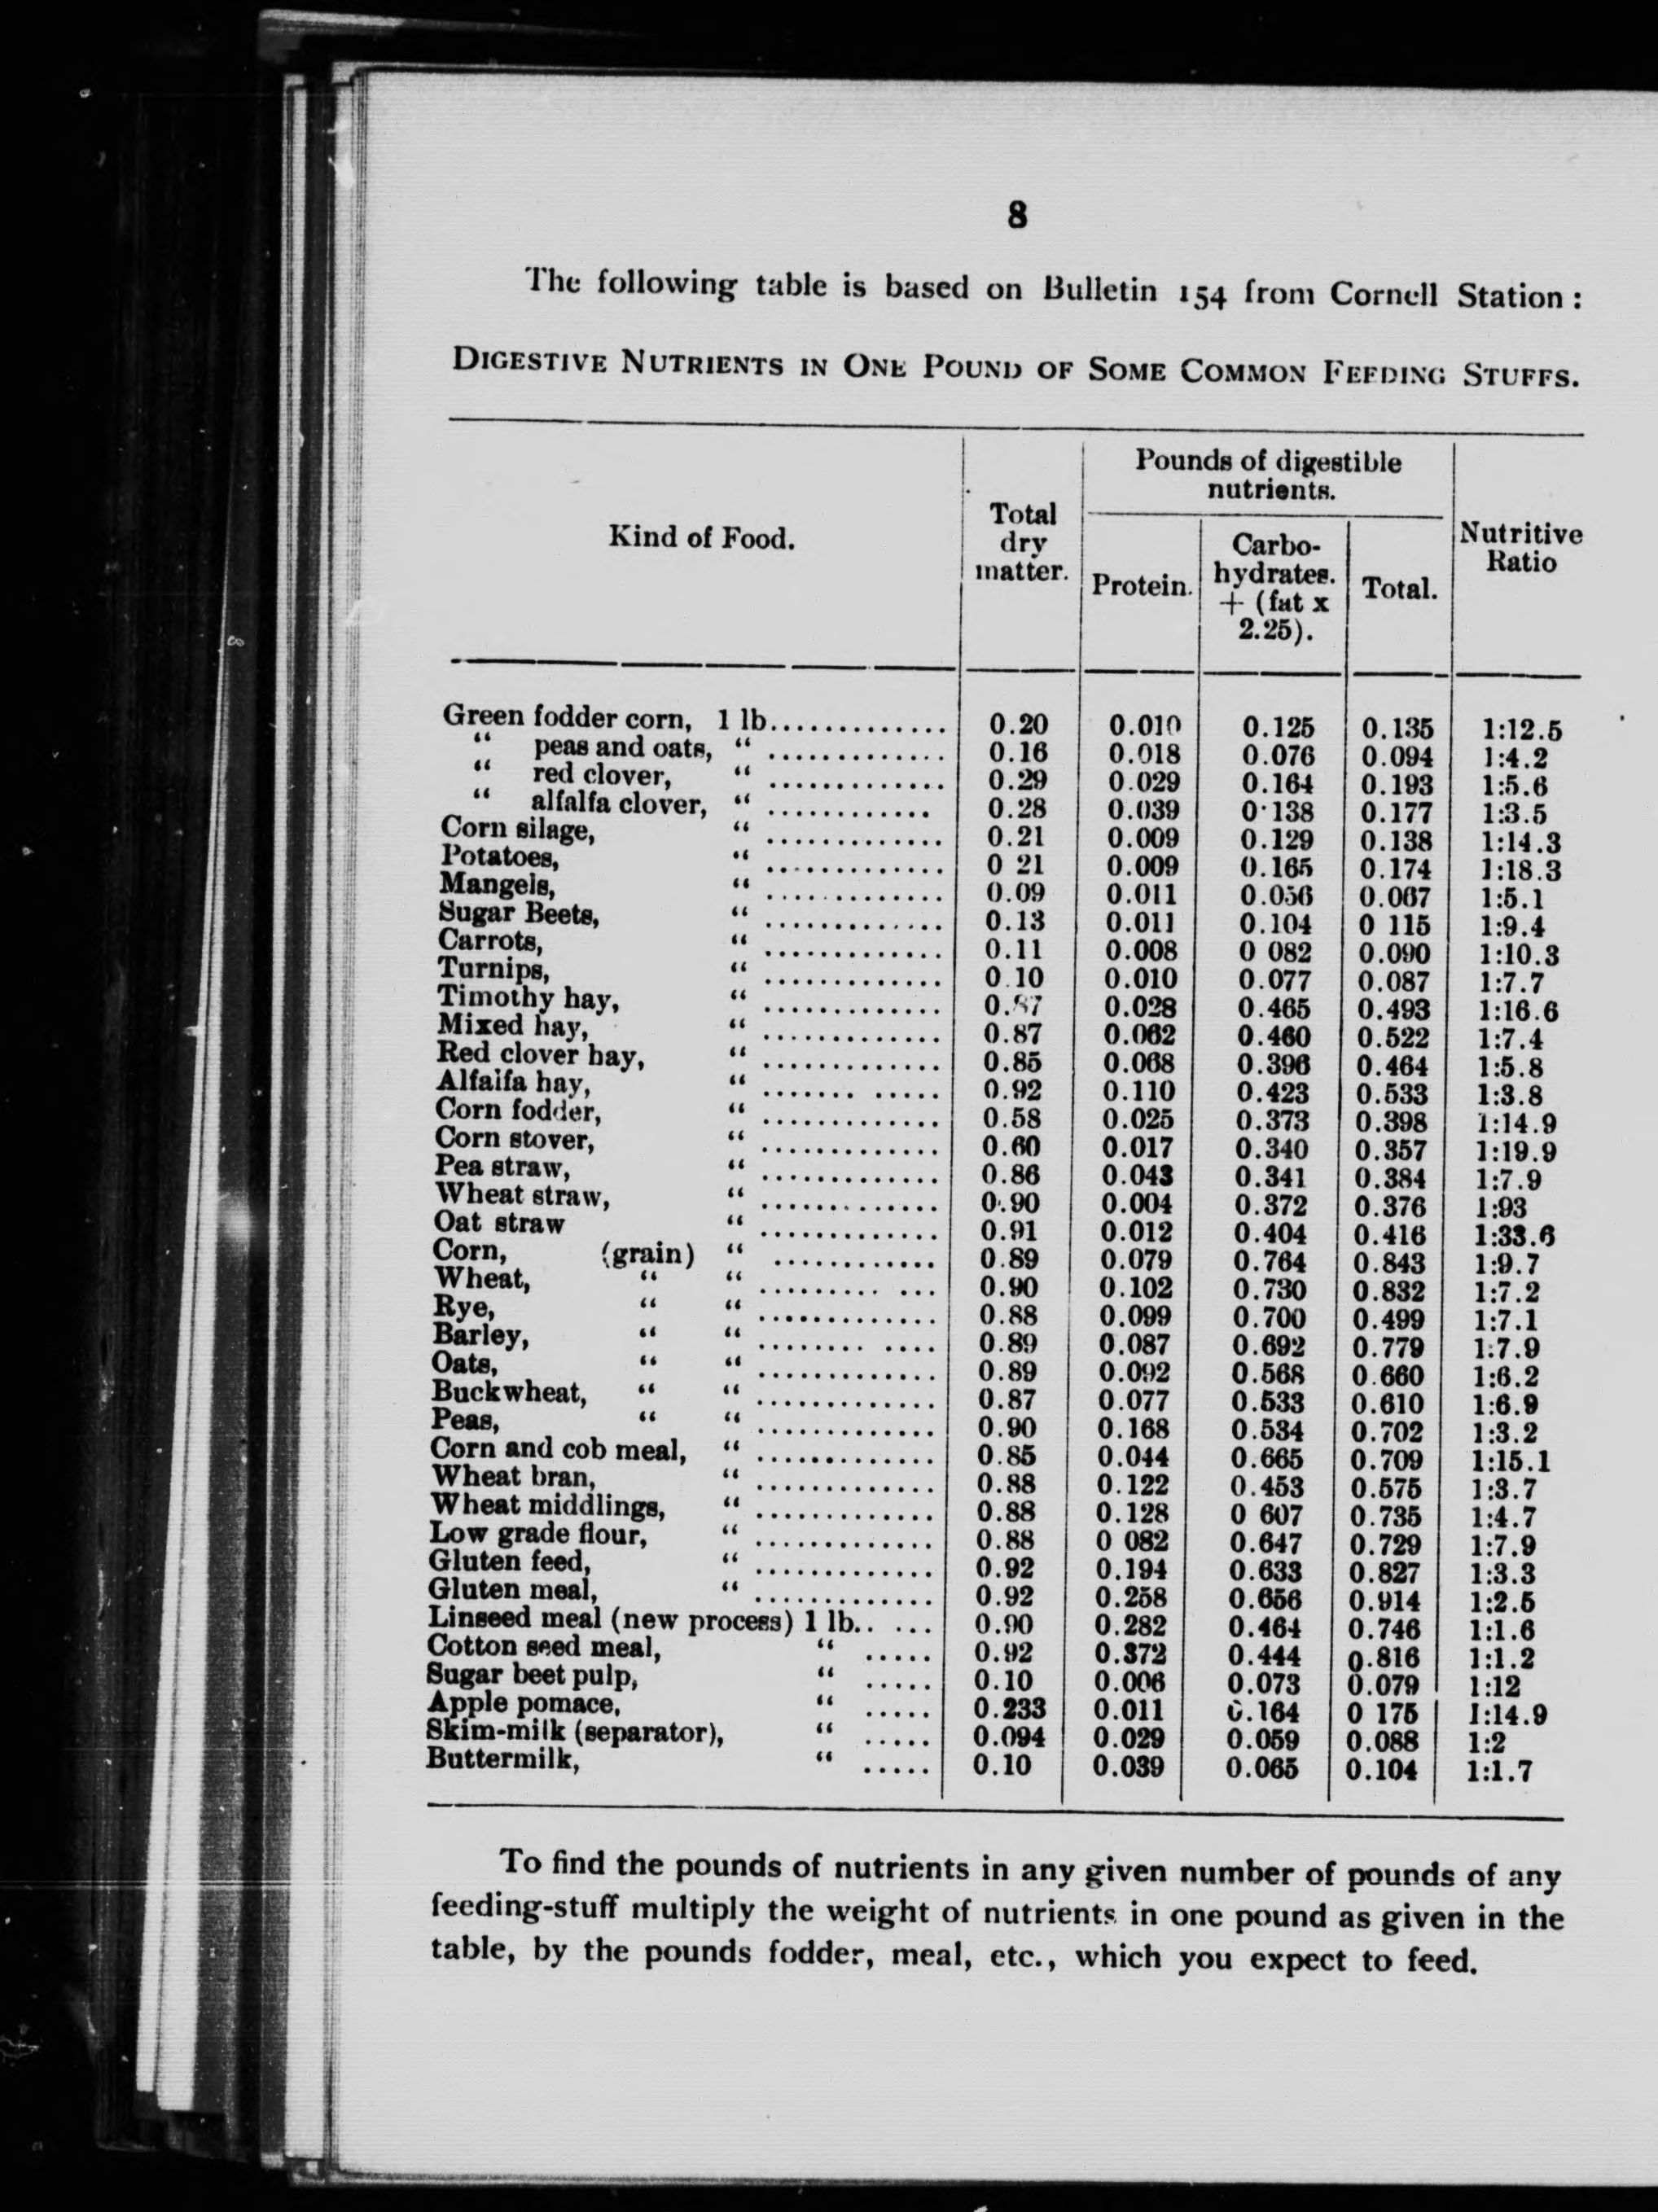 8
The following table is based on Bulletin 154 from Cornell Station :
DIGESTIVE NUTRIENTS IN ONE POUND OF SOME COMMON FEEDING STUFFS.
Kind of Food.
Total
dry
matter.
Pounds of digestible
nutrients.
Protein.
Carbo-
hydrates.
+ (fat x
2.25).
Total.
Nutritive
Ratio
Green fodder corn, 1 lb.............. 0.20 0.010 0.125 0.135 1:12.5
“ peas and oats, “ ............. 0.16 0.018 0.076 0.094 1:4.2
“ red clover, “ ............. 0.29 0.029 0.164 0.193 1:5.6
“ alfalfa clover, “ ............ 0.28 0.039 0·138 0.177 1:3.5
Corn silage, “ ............. 0.21 0.009 0.129 0.138 1:14.3
Potatoes, “ ............. 0 21 0.009 0.165 0.174 1:18.3
Mangels, “ ............. 0.09 0.011 0.056 0.067 1:5.1
Sugar Beets, “ ............. 0.13 0.011 0.104 0 115 1:9.4
Carrots, “ ............. 0.11 0.008 0 082 0.090 1:10.3
Turnips, “ ............. 0.10 0.010 0.077 0.087 1:7.7
Timothy hay, “ ............. 0.87 0.028 0.465 0.493 1:16.6
Mixed hay, “ ............. 0.87 0.062 0.460 0.522 1:7.4
Red clover hay, “ ............. 0.85 0.068 0.396 0.464 1:5.8
Alfalfa hay, “ ....... ..... 0.92 0.110 0.423 0.533 1:3.8
Corn fodder, “ ............. 0.58 0.025 0.373 0.398 1:14.9
Corn stover, “ ............. 0.60 0.017 0.340 0.357 1:19.9
Pea straw, “ ............. 0.86 0.043 0.341 0.384 1:7.9
Wheat straw, “ ............. 0.90 0.004 0.372 0.376 1:93
Oat straw “ ............. 0.91 0.012 0.404 0.416 1:33.6
Corn, (grain) “ ............ 0.89 0.079 0.764 0.843 1:9.7
Wheat, “ “ ......... ... 0.90 0.102 0.730 0.832 1:7.2
Rye, “ “ ............. 0.88 0.099 0.700 0.499 1:7.1
Barley, “ “ ........ .... 0.89 0.087 0.692 0.779 1:7.9
Oats, “ “ ............. 0.89 0.092 0.568 0.660 1:6.2
Buckwheat, “ “ ............. 0.87 0.077 0.533 0.610 1:6.9
Peas, “ “ ............. 0.90 0.168 0.534 0.702 1:3.2
Corn and cob meal, “ ............. 0.85 0.044 0.665 0.709 1:15.1
Wheat bran, “ ............. 0.88 0.122 0.453 0.575 1:3.7
Wheat middlings, “ ............. 0.88 0.128 0 607 0.735 1:4.7
Low grade flour, “ ............. 0.88 0 082 0.647 0.729 1:7.9
Gluten feed, “ ............. 0.92 0.194 0.633 0.827 1:3.3
Gluten meal, “ ............. 0.92 0.258 0.656 0.914 1:2.5
Linseed meal (new process) 1 lb.. ... 0.90 0.282 0.464 0.746 1:1.6
Cotton seed meal, “ ..... 0.92 0.372 0.444 0.816 1:1.2
Sugar beet pulp, “ ..... 0.10 0.006 0.073 0.079 1:12
Apple pomace, “ ..... 0.233 0.011 0.164 0 175 1:14.9
Skim-milk (separator), “ ..... 0.094 0.029 0.059 0.088 1:2
Buttermilk, “ ..... 0.10 0.039 0.065 0.104 1:1.7
To find the pounds of nutrients in any given number of pounds of any
feeding-stuff multiply the weight of nutrients in one pound as given in the
table, by the pounds fodder, meal, etc., which you expect to feed.